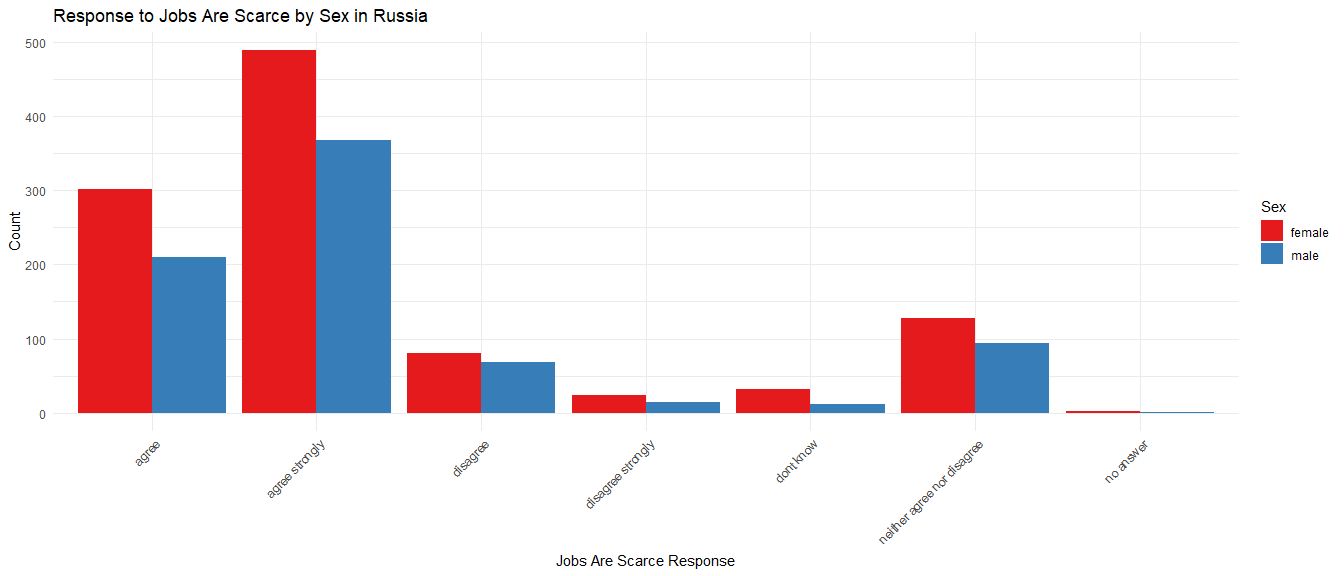 Response to Jobs Are Scarce by Sex in Russia
500
400
300
200
100
0
Count
agree
agree strongly
disagree
disagree strongly
dont know
neither agree nor disagree
no answer
Jobs Are Scarce Response
Sex
female
male